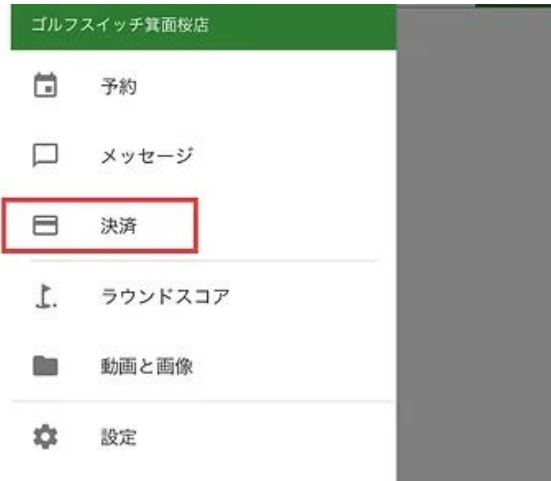 ゴルフスイッチ箕面桜店
予約
メッセージ
決済
ラウンドスコア
動画と画像
設定